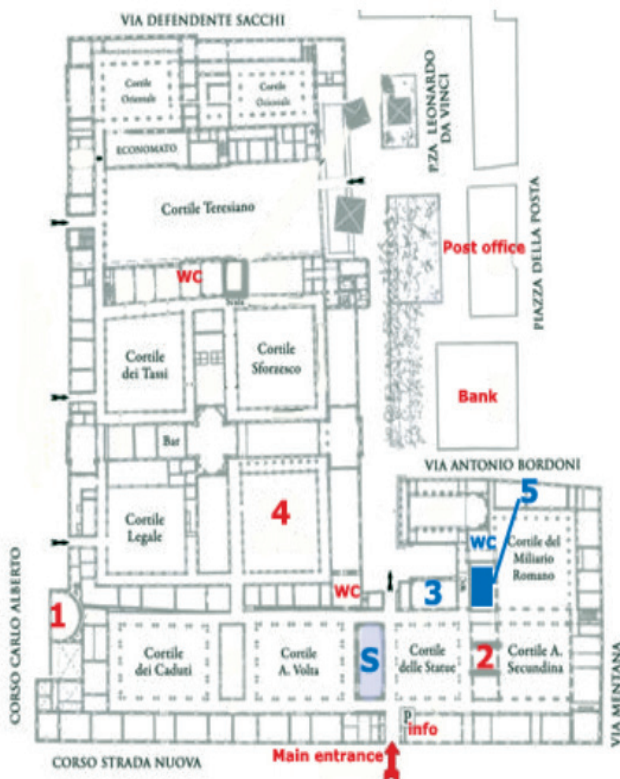 VIA DEFENDENTE SACCHI
Cortile
Orientale
Cortile
Orientale
P.ZA LEONARDO
DA VINCI
ECONOMATO
Cortile Teresiano
Post office
PIAZZA DELLA POSTA
WC
Scala
Cortile
dei Tassi
Cortile
Sforzesco
Bank
Bar
VIA ANTONIO BORDONI
5
4
Cortile
Legale
WC
Cortile del
Miliario
Romano
WC
3
1
CORSO CARLO ALBERTO
Cortile
dei Caduti
Cortile
A. Volta
S
Cortile
delle Statue
2
Cortile A.
Secundina
VIA MENTANA
P
info
Main entrance
CORSO STRADA NUOVA